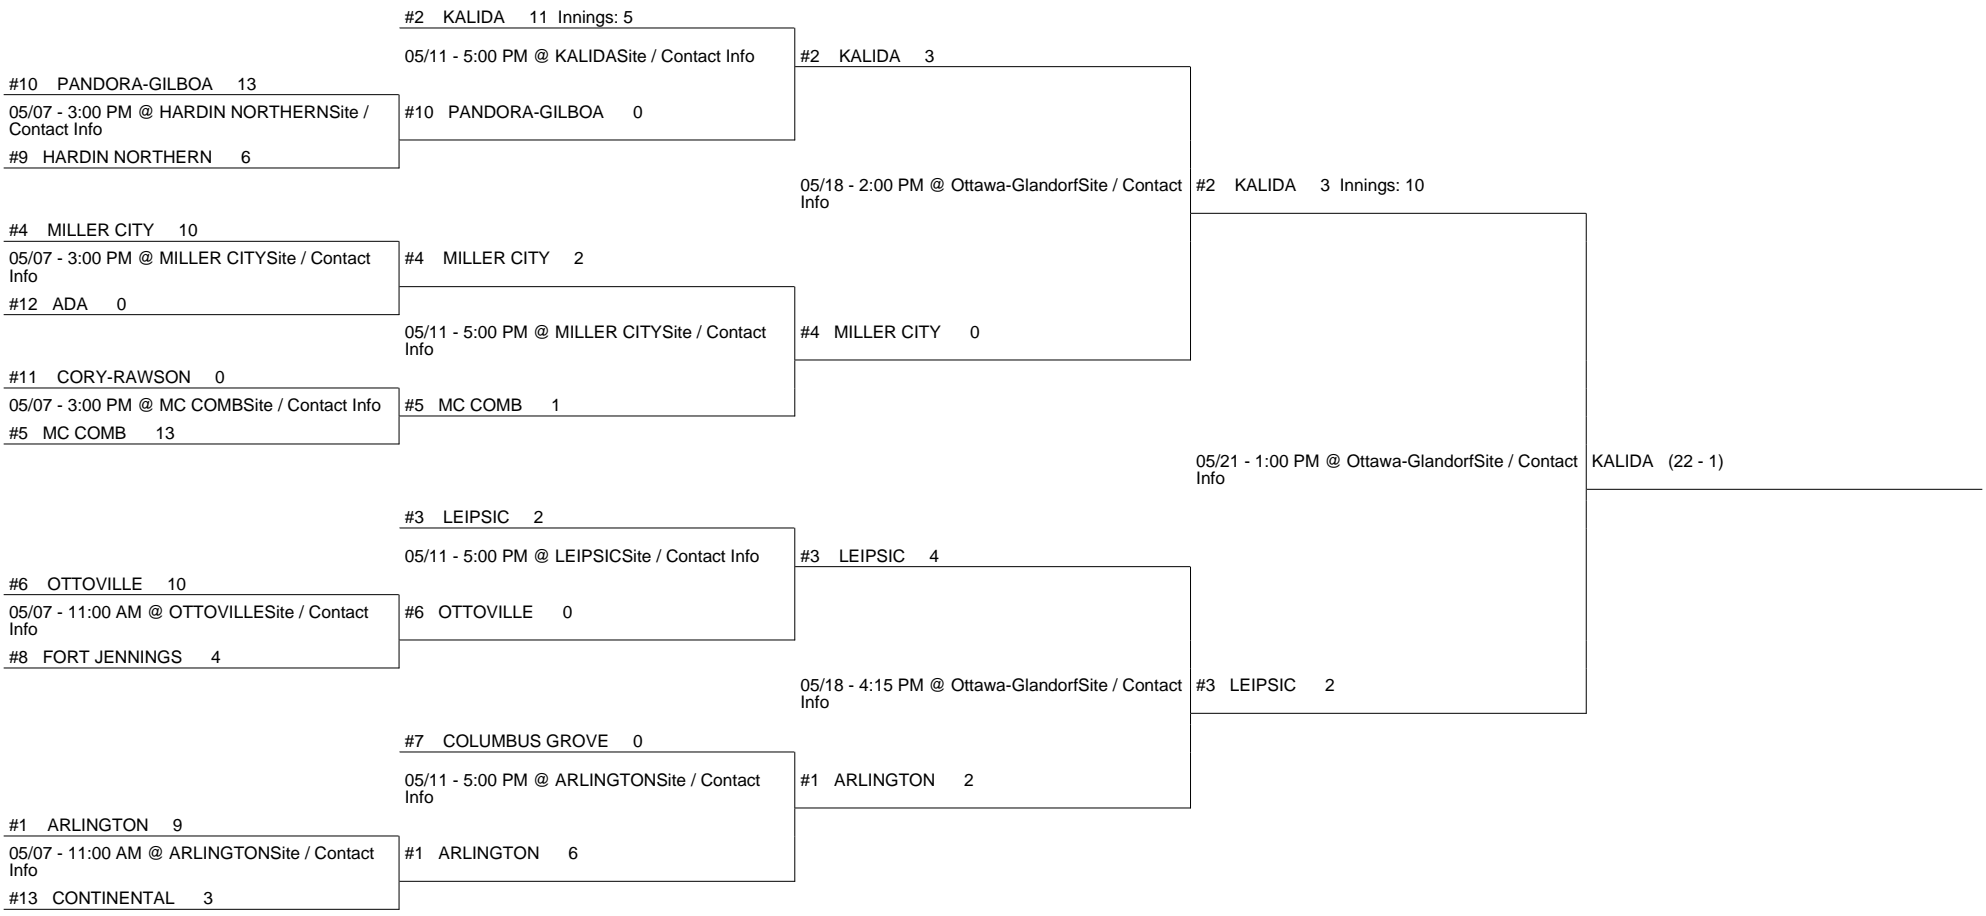 #2 KALIDA 11 Innings: 5
05/11 - 5:00 PM @ KALIDASite / Contact Info
#2 KALIDA 3
#10 PANDORA-GILBOA 13
05/07 - 3:00 PM @ HARDIN NORTHERNSite /
Contact Info
#10 PANDORA-GILBOA 0
#9 HARDIN NORTHERN 6
05/18 - 2:00 PM @ Ottawa-GlandorfSite / Contact
Info
#2 KALIDA 3 Innings: 10
#4 MILLER CITY 10
05/07 - 3:00 PM @ MILLER CITYSite / Contact
Info
#4 MILLER CITY 2
#12 ADA 0
05/11 - 5:00 PM @ MILLER CITYSite / Contact
Info
#4 MILLER CITY 0
#11 CORY-RAWSON 0
05/07 - 3:00 PM @ MC COMBSite / Contact Info
#5 MC COMB 1
#5 MC COMB 13
05/21 - 1:00 PM @ Ottawa-GlandorfSite / Contact
Info
KALIDA (22 - 1)
#3 LEIPSIC 2
05/11 - 5:00 PM @ LEIPSICSite / Contact Info
#3 LEIPSIC 4
#6 OTTOVILLE 10
05/07 - 11:00 AM @ OTTOVILLESite / Contact
Info
#6 OTTOVILLE 0
#8 FORT JENNINGS 4
05/18 - 4:15 PM @ Ottawa-GlandorfSite / Contact
Info
#3 LEIPSIC 2
#7 COLUMBUS GROVE 0
05/11 - 5:00 PM @ ARLINGTONSite / Contact
Info
#1 ARLINGTON 2
#1 ARLINGTON 9
05/07 - 11:00 AM @ ARLINGTONSite / Contact
Info
#1 ARLINGTON 6
#13 CONTINENTAL 3